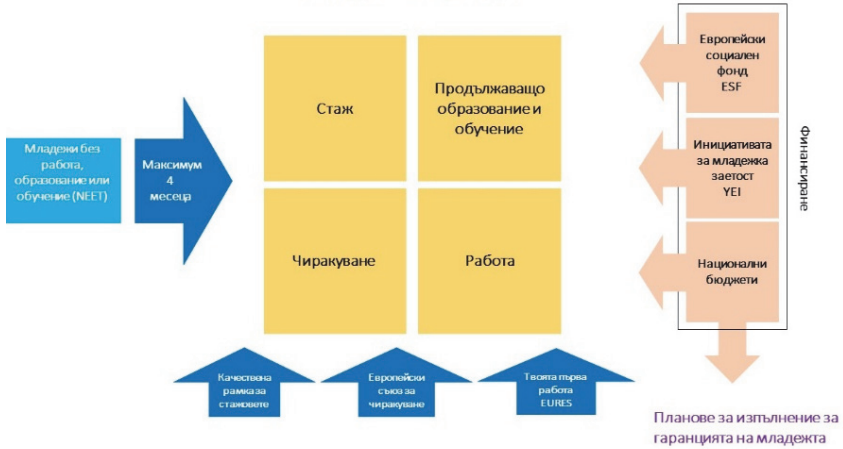 Младежи без
работа,
образование или
обучение (NEET)
Максимум
4
месеца
Стаж
Продължаващо
образование и
обучение
Чиракуване
Работа
Европейски
социален
фонд
ESF
Инициативата
за младежка
заетост
YEI
Национални
бюджети
Финансиране
Качествена
рамка за
стажовете
Европейски
съюз за
чиракуване
Твоята първа
работа
EURES
Планове за изпълнение за
гаранцията на младежта